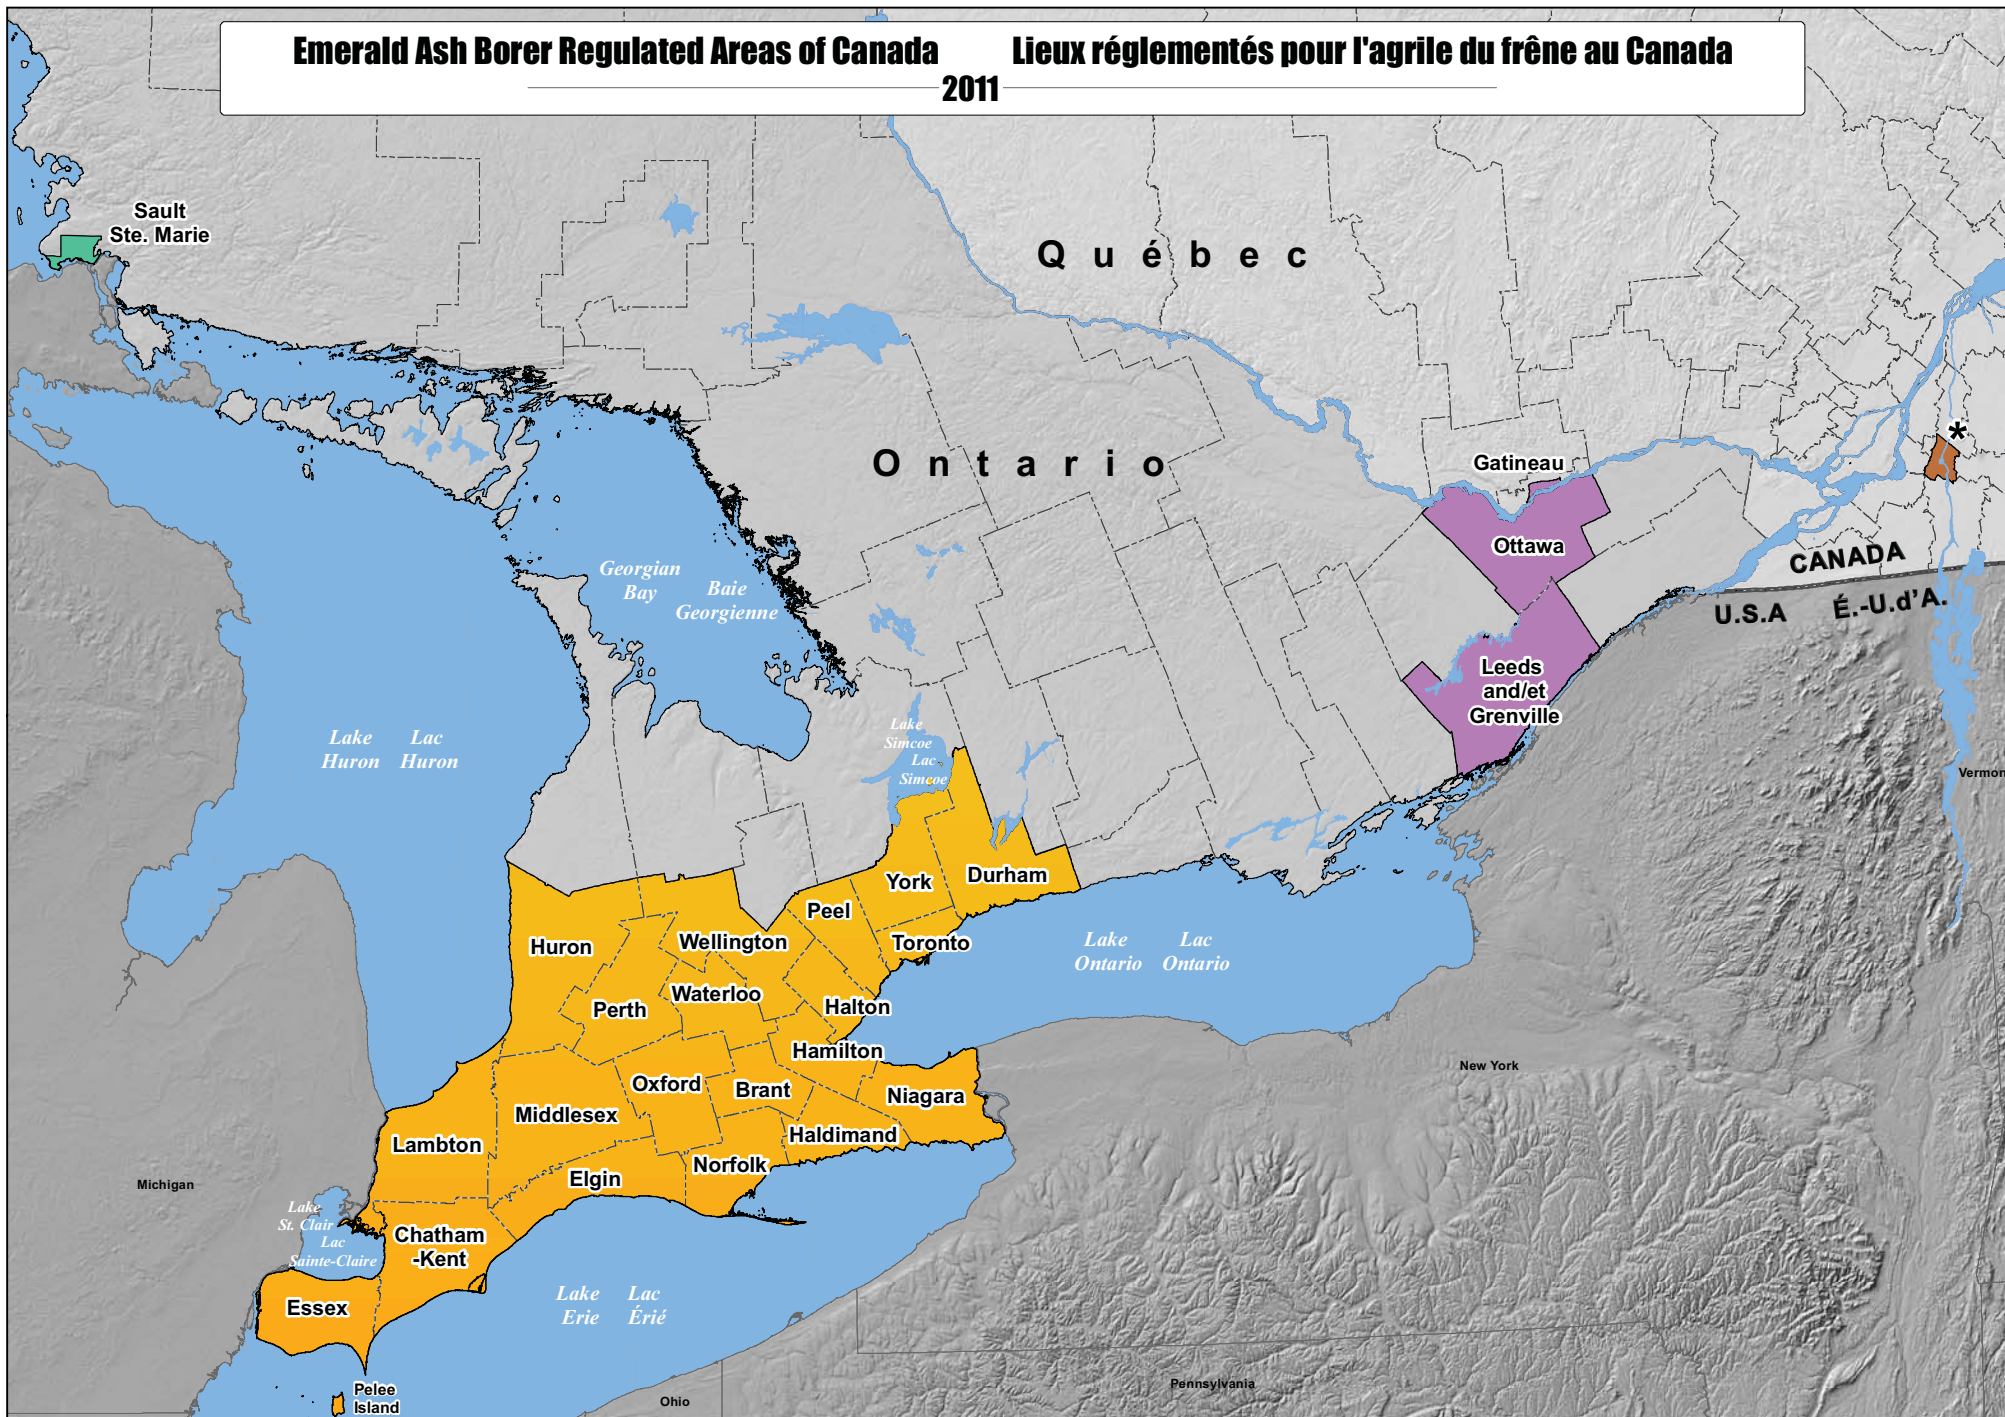 Emerald Ash Borer Regulated Areas of Canada
Lieux réglementés pour l'agrile du frêne au Canada
2011
Sault
Ste. Marie
Québec
Ontario
Gatineau
*
Ottawa
CANADA
U.S.A É.-U.d'A.
Georgian
Bay
Baie
Georgienne
Leeds
and/et
Grenville
Lake
Huron
Lac
Huron
Lake
Simcoe
Lac
Simcoe
Vermon
York
Durham
Peel
Toronto
Huron
Wellington
Lake
Ontario
Lac
Ontario
Waterloo
Perth
Halton
Hamilton
New York
Oxford
Brant
Niagara
Middlesex
Haldimand
Lambton
Norfolk
Elgin
Michigan
Lake
St. Clair
Lac
Sainte-Claire
Chatham
-Kent
Essex
Lake
Erie
Lac
Érié
Pelee
Island
Ohio
Pennsylvania